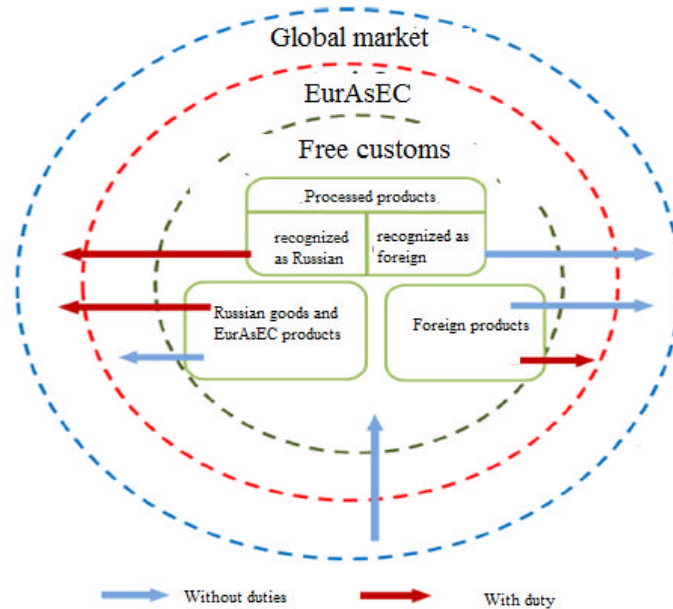 Global market
EurAsEC
Free customs
Processed products
recognized
as Russian
recognized as
foreign
Russian goods and
EurAsEC products
Foreign products
Without duties
With duty